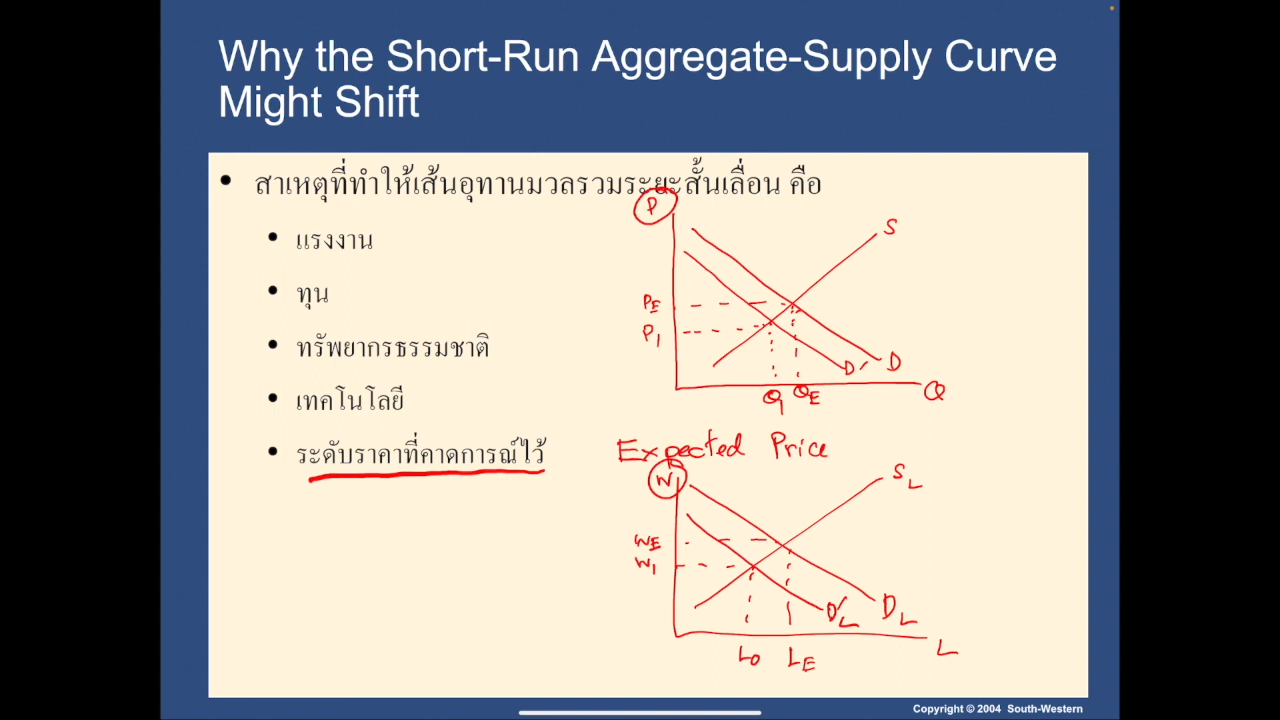 Why the Short-Run Aggregate-Supply Curve
Might Shift
• สาเหตุที่ทำให้เส้นอุทานมวลรวมระยะสั้นเลื่อน คือ
• แรงงาน
• ทุน
• ทรัพยากรธรรมชาติ
• เทคโนโลยี
• ระดับราคาที่คาดการณ์ไว้
P
S
PE
P1
D'
D
Q1
QE
Q
Expected Price
W
SL
WE
W1
D'L
DL
L0
LE
L
Copyright © 2004 South-Western